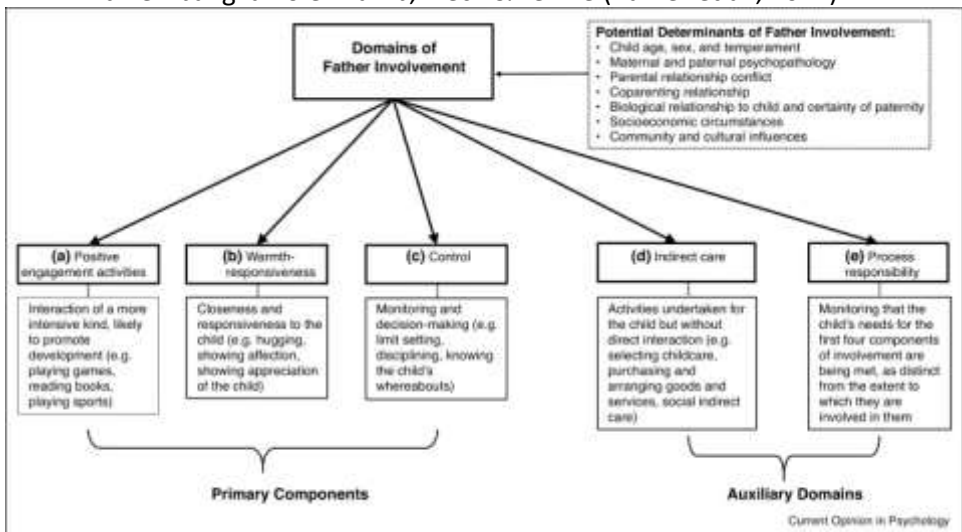 Domains of
Father Involvement
Potential Determinants of Father Involvement:
• Child age, sex, and temperament
• Maternal and paternal psychopathology
• Parental relationship conflict
• Coparenting relationship
• Biological relationship to child and certainty of paternity
• Socioeconomic circumstances
• Community and cultural influences
(a) Positive
engagement activities
Interaction of a more
intensive kind, likely
to promote
development (e.g.
playing games,
reading books,
playing sports)
(b) Warmth-
responsiveness
Closeness and
responsiveness to the
child (e.g. hugging,
showing affection,
showing appreciation
of the child)
(c) Control
Monitoring and
decision-making (e.g.
limit setting,
disciplining, knowing
the child's
whereabouts)
(d) Indirect care
Activities undertaken for
the child but without
direct interaction (e.g.
selecting childcare,
purchasing and
arranging goods and
services, social indirect
care)
(e) Process
responsibility
Monitoring that the
child's needs for the
first four components
of involvement are
being met, as distinct
from the extent to
which they are
involved in them
Primary Components
Auxiliary Domains
Current Opinion in Psychology